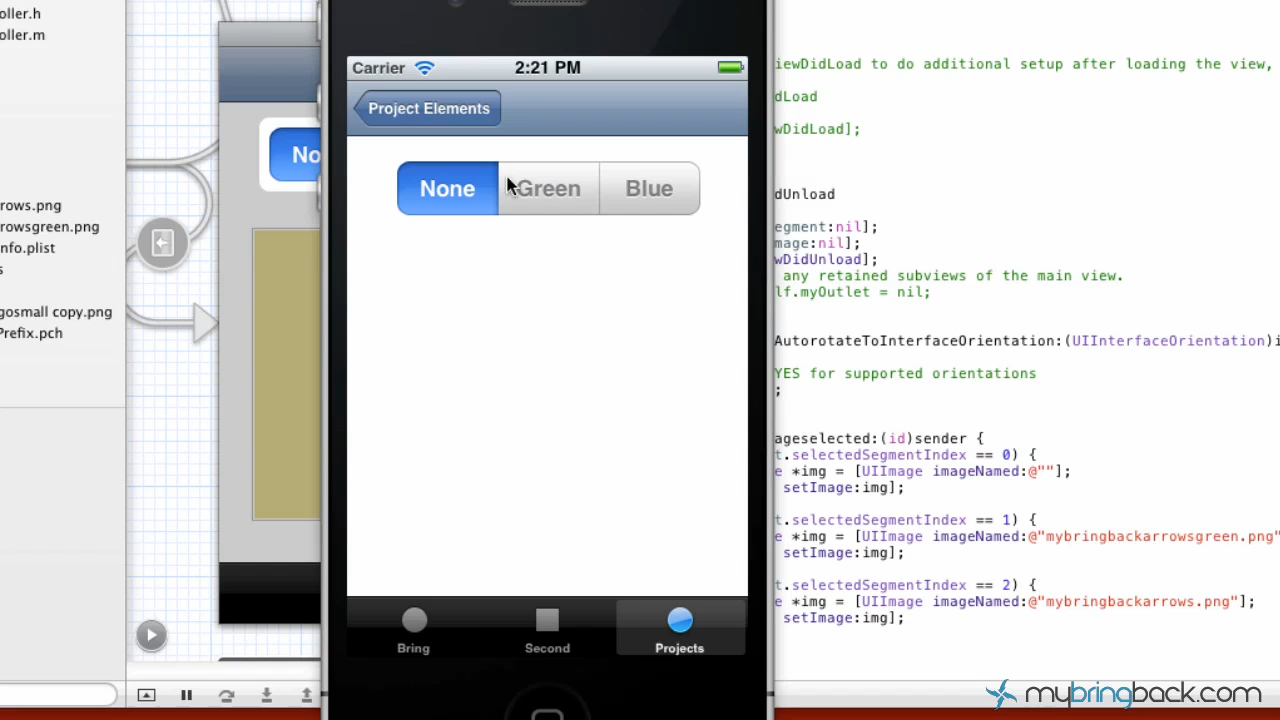 oller.h
oller.m
rows.png
rowsgreen.png
nfo.plist
s
gosmall copy.png
Prefix.pch
No
Carrier
2:21 PM
Project Elements
None
Green
Blue
Bring
Second
Projects
iewDidLoad to do additional setup after loading the view,
dLoad
wDidLoad];
dUnload
egment:nil];
mage:nil];
wDidUnload];
any retained subviews of the main view.
lf.myOutlet = nil;
AutorotateToInterfaceOrientation:(UIInterfaceOrientation)i
YES for supported orientations
;
ageselected:(id)sender {
t.selectedSegmentIndex == 0) {
e *img = [UIImage imageNamed:@""];
setImage:img];
t.selectedSegmentIndex == 1) {
e *img = [UIImage imageNamed:@"mybringbackarrowsgreen.png"
setImage:img];
t.selectedSegmentIndex == 2) {
e *img = [UIImage imageNamed:@"mybringbackarrows.png"];
setImage:img];
mybringback.com